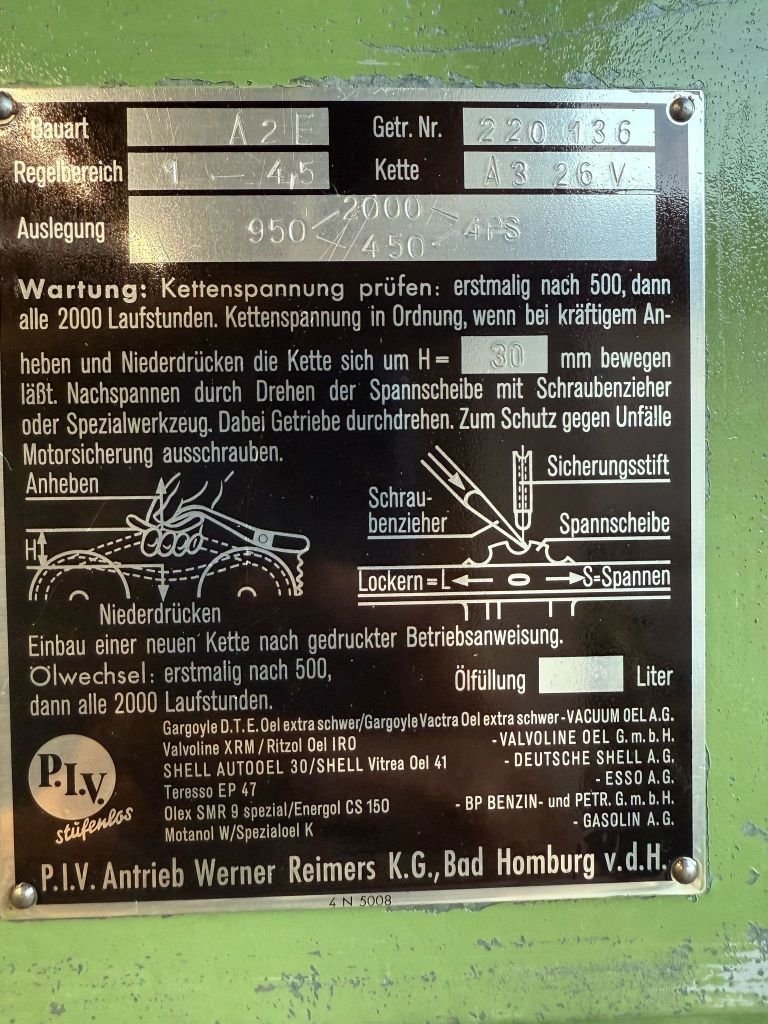 Bauart A2E Getr. Nr. 220 136
Regelbereich 1 — 4,5 Kette A3 26 V
Auslegung 950 < 2000 / 450 > 4PS
Wartung: Kettenspannung prüfen: erstmalig nach 500, dann
alle 2000 Laufstunden. Kettenspannung in Ordnung, wenn bei kräftigem An-
heben und Niederdrücken die Kette sich um H = 30 mm bewegen
läßt. Nachspannen durch Drehen der Spannscheibe mit Schraubenzieher
oder Spezialwerkzeug. Dabei Getriebe durchdrehen. Zum Schutz gegen Unfälle
Motorsicherung ausschrauben.
Anheben
H
Niederdrücken
Sicherungsstift
Schrau-
benzieher
Spannscheibe
Lockern = L S = Spannen
Einbau einer neuen Kette nach gedruckter Betriebsanweisung.
Ölwechsel: erstmalig nach 500,
dann alle 2000 Laufstunden.
Ölfüllung Liter
Gargoyle D.T.E. Oel extra schwer/Gargoyle Vactra Oel extra schwer - VACUUM OEL A.G.
Valvoline XRM / Ritzol Oel IRO - VALVOLINE OEL G.m.b.H.
SHELL AUTOOEL 30/SHELL Vitrea Oel 41 - DEUTSCHE SHELL A.G.
Teresso EP 47 - ESSO A.G.
Olex SMR 9 spezial/Energol CS 150 - BP BENZIN- und PETR. G.m.b.H.
Motanol W/Spezialoel K - GASOLIN A.G.
P.I.V.
stufenlos
P.I.V. Antrieb Werner Reimers K.G., Bad Homburg v.d.H.
4 N 5008